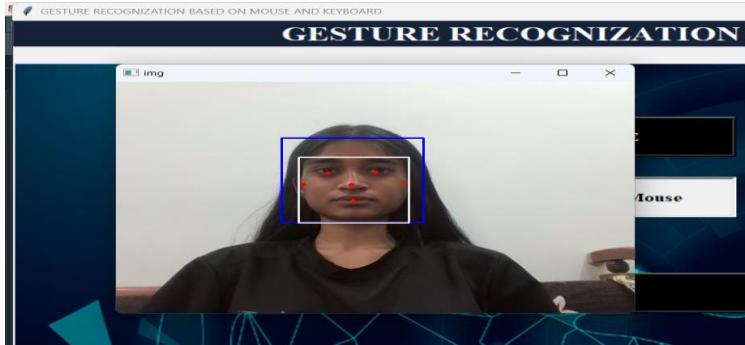 GESTURE RECOGNIZATION BASED ON MOUSE AND KEYBOARD
GESTURE RECOGNIZATION
img
Mouse